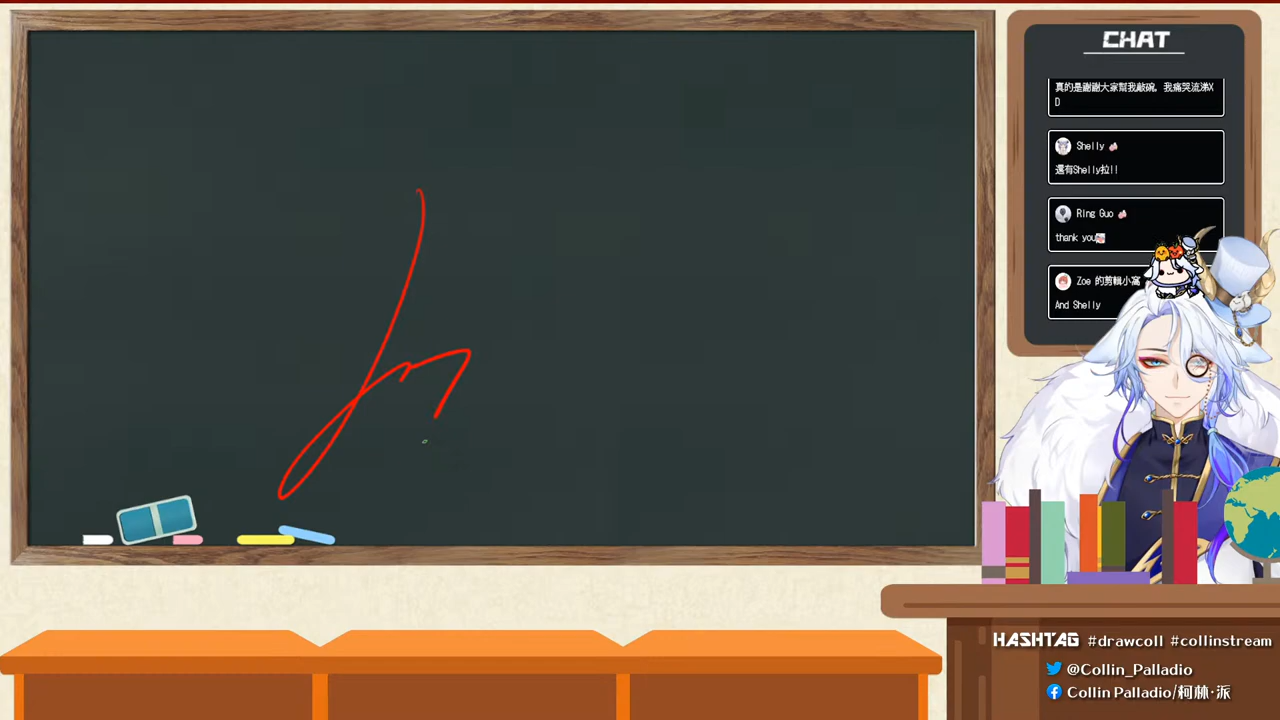 CHAT
真的是謝謝大家幫我敲碗, 我痛哭流涕X
D
Shelly
還有Shelly拉!!
Ring Guo
thank you
Zoe 的剪輯小窩
And Shelly
HASHTAG #drawcoll #collinstream
@Collin_Palladio
Collin Palladio/柯林·派